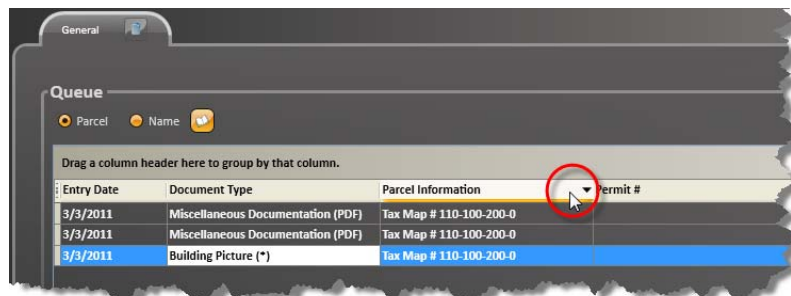 General
Queue
Parcel Name
Drag a column header here to group by that column.
Entry Date Document Type Parcel Information Permit #
3/3/2011 Miscellaneous Documentation (PDF) Tax Map # 110-100-200-0
3/3/2011 Miscellaneous Documentation (PDF) Tax Map # 110-100-200-0
3/3/2011 Building Picture (*) Tax Map # 110-100-200-0